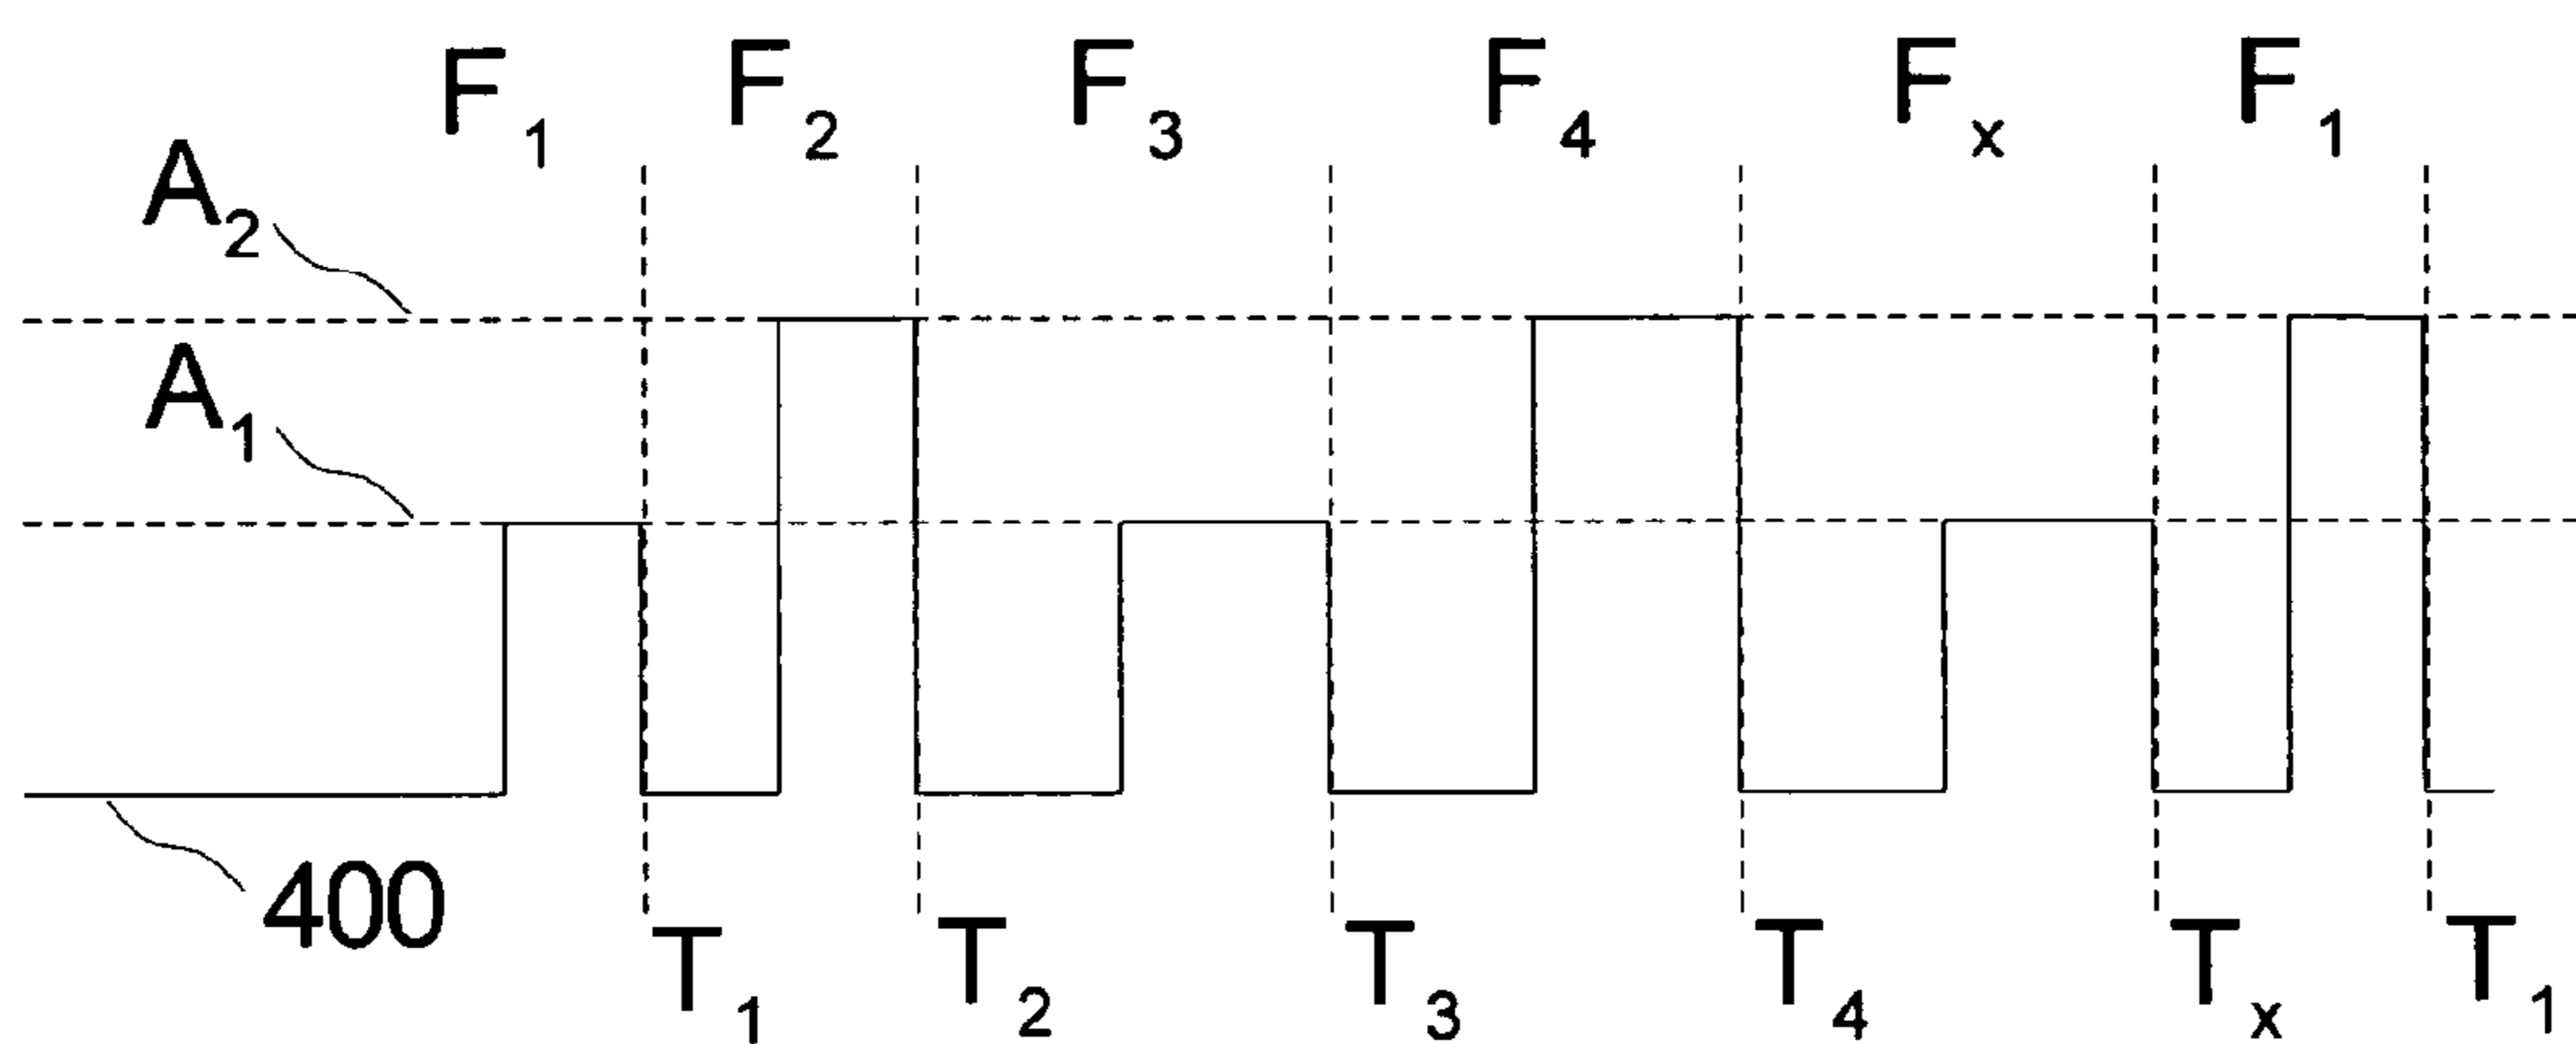 F₁ F₂ F₃ F₄ Fₓ F₁
A₂
A₁
400
T₁ T₂ T₃ T₄ Tₓ T₁